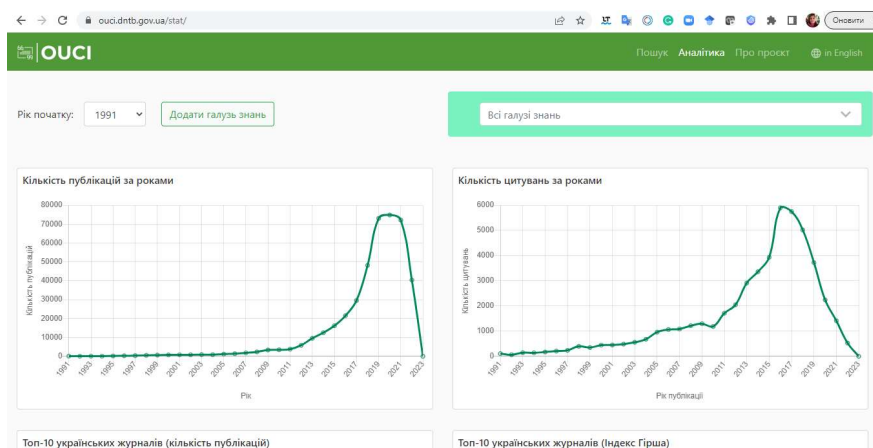 ouci.dntb.gov.ua/stat/
Оновити
OUCI
Пошук Аналітика Про проєкт in English
Рік початку: 1991 Додати галузь знань Всі галузі знань
Кількість публікацій за роками
80000
70000
60000
50000
40000
30000
20000
10000
0
Кількість публікацій
1991 1993 1995 1997 1999 2001 2003 2005 2007 2009 2011 2013 2015 2017 2019 2021 2023
Рік
Кількість цитувань за роками
6000
5000
4000
3000
2000
1000
0
Кількість цитувань
1991 1993 1995 1997 1999 2001 2003 2005 2007 2009 2011 2013 2015 2017 2019 2021 2023
Рік публікації
Топ-10 українських журналів (кількість публікацій)
Топ-10 українських журналів (Індекс Гірша)